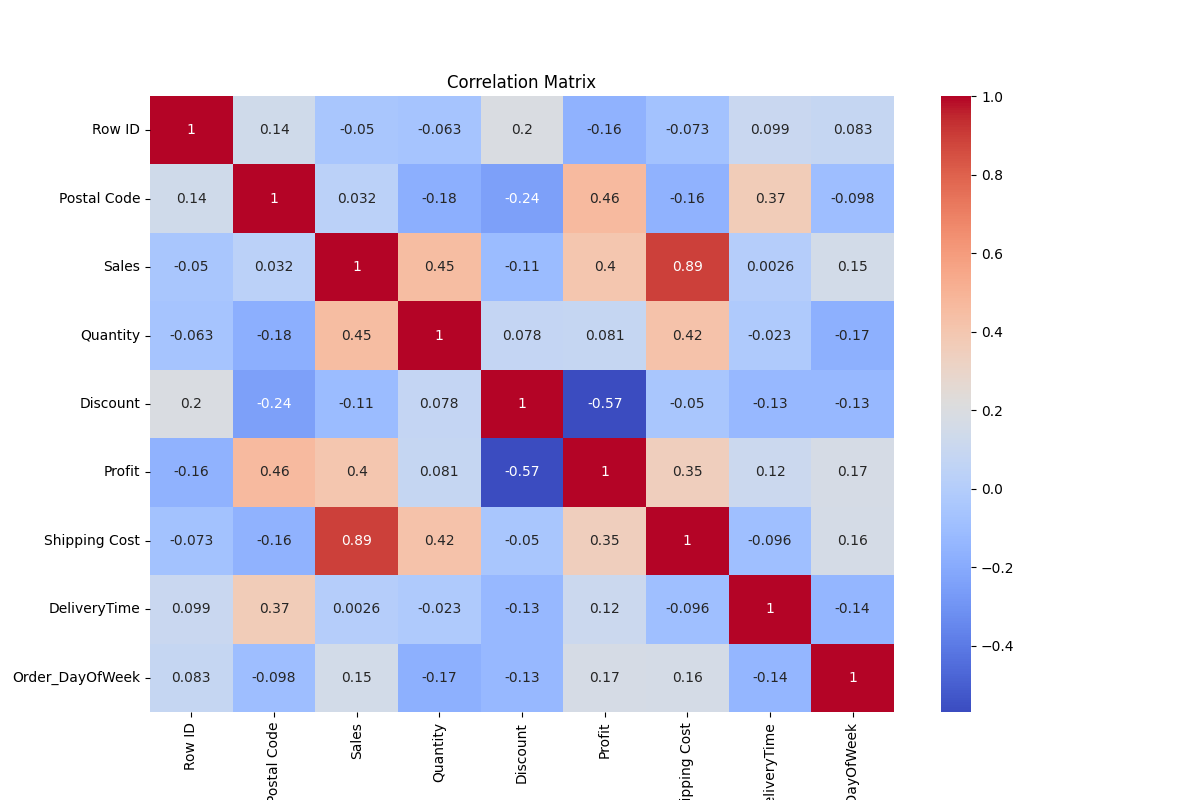 Correlation Matrix
Row ID 1 0.14 -0.05 -0.063 0.2 -0.16 -0.073 0.099 0.083
Postal Code 0.14 1 0.032 -0.18 -0.24 0.46 -0.16 0.37 -0.098
Sales -0.05 0.032 1 0.45 -0.11 0.4 0.89 0.0026 0.15
Quantity -0.063 -0.18 0.45 1 0.078 0.081 0.42 -0.023 -0.17
Discount 0.2 -0.24 -0.11 0.078 1 -0.57 -0.05 -0.13 -0.13
Profit -0.16 0.46 0.4 0.081 -0.57 1 0.35 0.12 0.17
Shipping Cost -0.073 -0.16 0.89 0.42 -0.05 0.35 1 -0.096 0.16
DeliveryTime 0.099 0.37 0.0026 -0.023 -0.13 0.12 -0.096 1 -0.14
Order_DayOfWeek 0.083 -0.098 0.15 -0.17 -0.13 0.17 0.16 -0.14 1
Row ID
Postal Code
Sales
Quantity
Discount
Profit
ipping Cost
eliveryTime
DayOfWeek
1.0
0.8
0.6
0.4
0.2
0.0
−0.2
−0.4